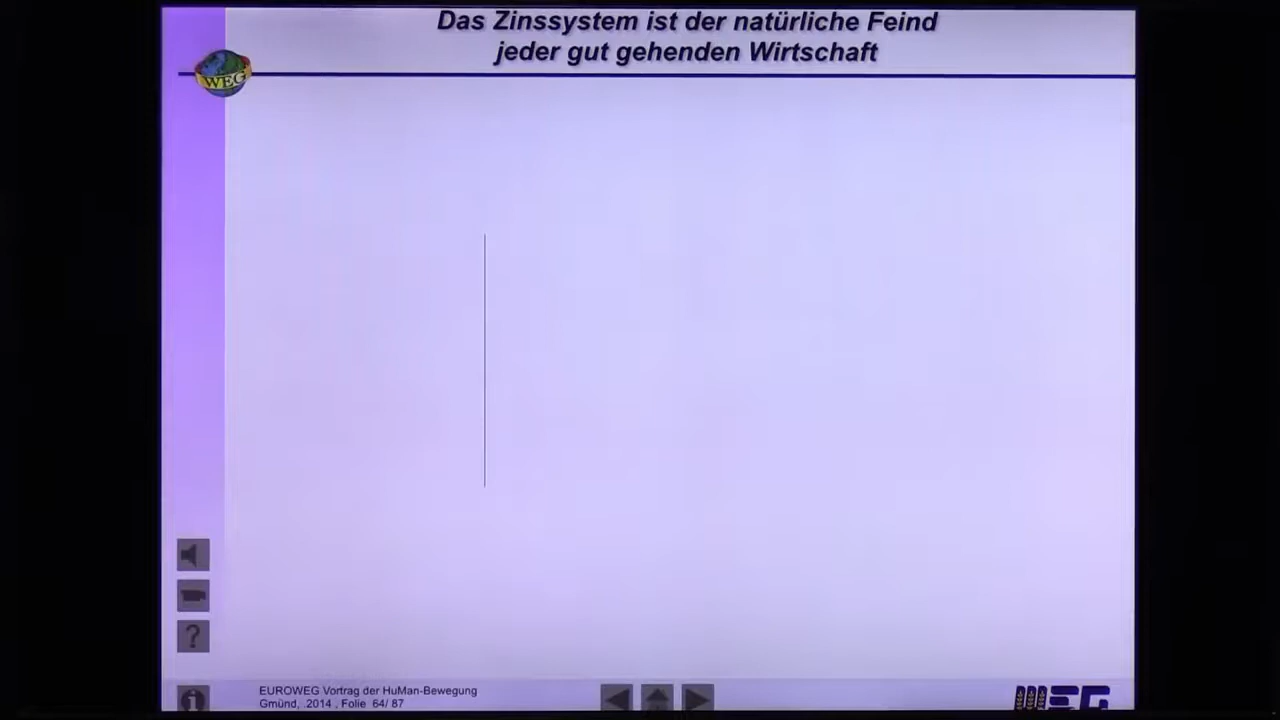 Das Zinssystem ist der natürliche Feind
jeder gut gehenden Wirtschaft
WEG
?
EUROWEG Vortrag der HuMan-Bewegung
Gmünd, .2014 , Folie 64/ 87
WEG